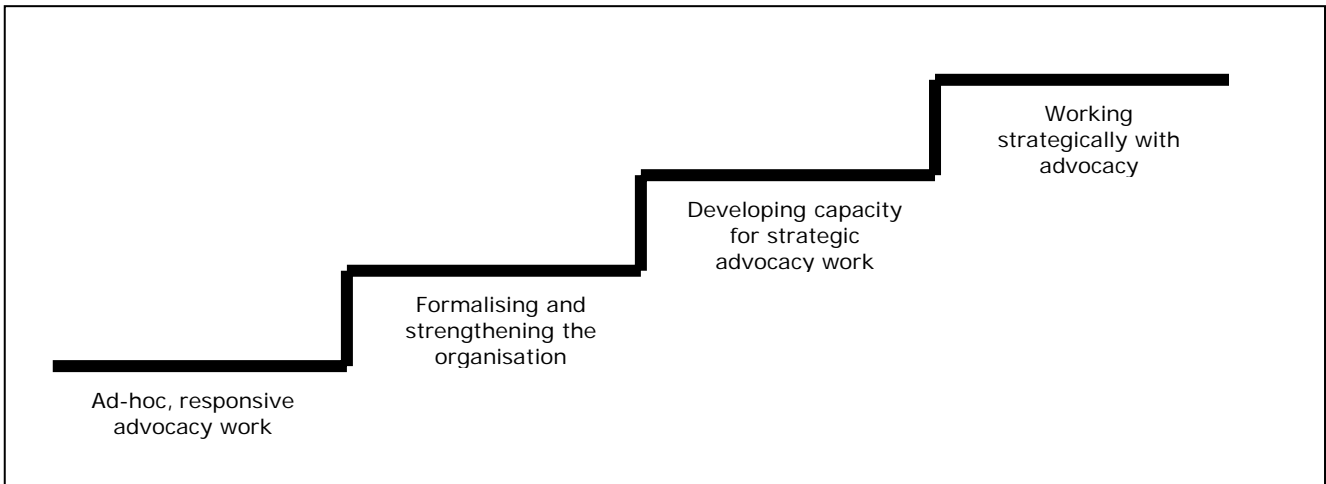 Working
strategically with
advocacy
Developing capacity
for strategic
advocacy work
Formalising and
strengthening the
organisation
Ad-hoc, responsive
advocacy work